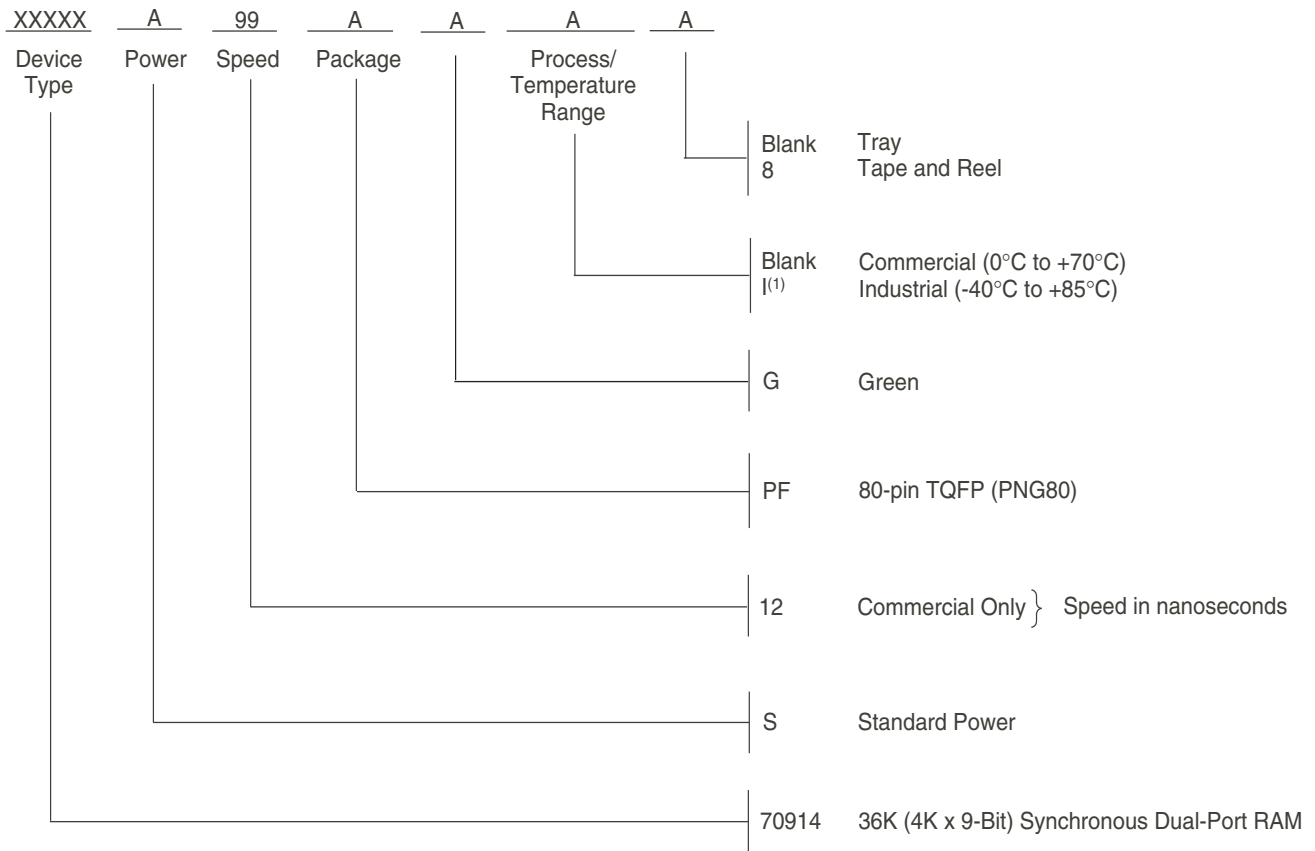 XXXXX A 99 A A A A
Device Type Power Speed Package Process/ Temperature Range
Blank Tray
8 Tape and Reel
Blank Commercial (0°C to +70°C)
I(1) Industrial (-40°C to +85°C)
G Green
PF 80-pin TQFP (PNG80)
12 Commercial Only } Speed in nanoseconds
S Standard Power
70914 36K (4K x 9-Bit) Synchronous Dual-Port RAM